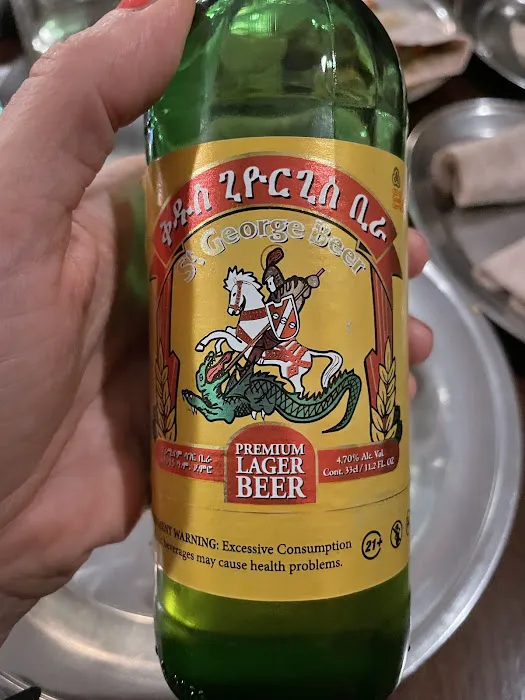 ቅዱስ ጊዮርጊስ ቢራ
St George Beer
PREMIUM
LAGER
BEER
4.70% Alc. Vol.
Cont. 33cl / 11.2 FL. OZ
WARNING: Excessive Consumption
beverages may cause health problems.
21+